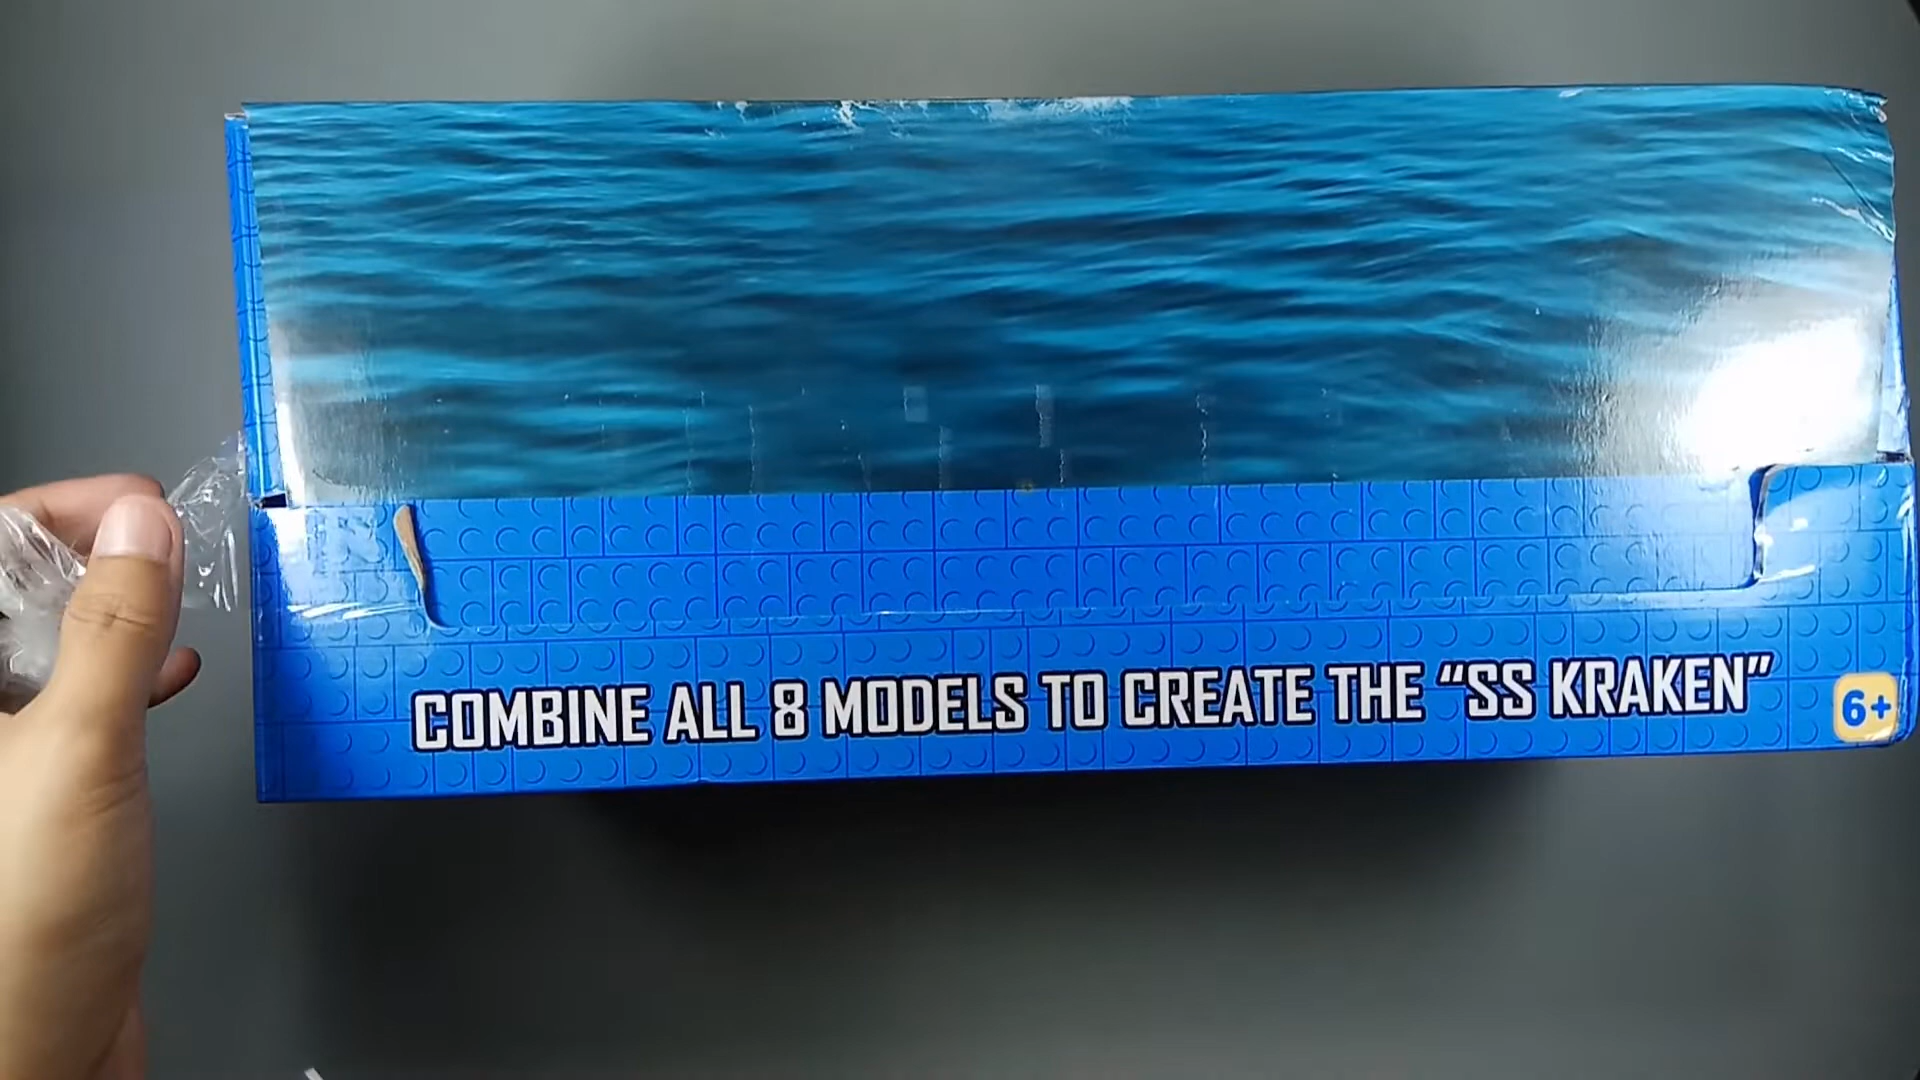 COMBINE ALL 8 MODELS TO CREATE THE “SS KRAKEN”
6+